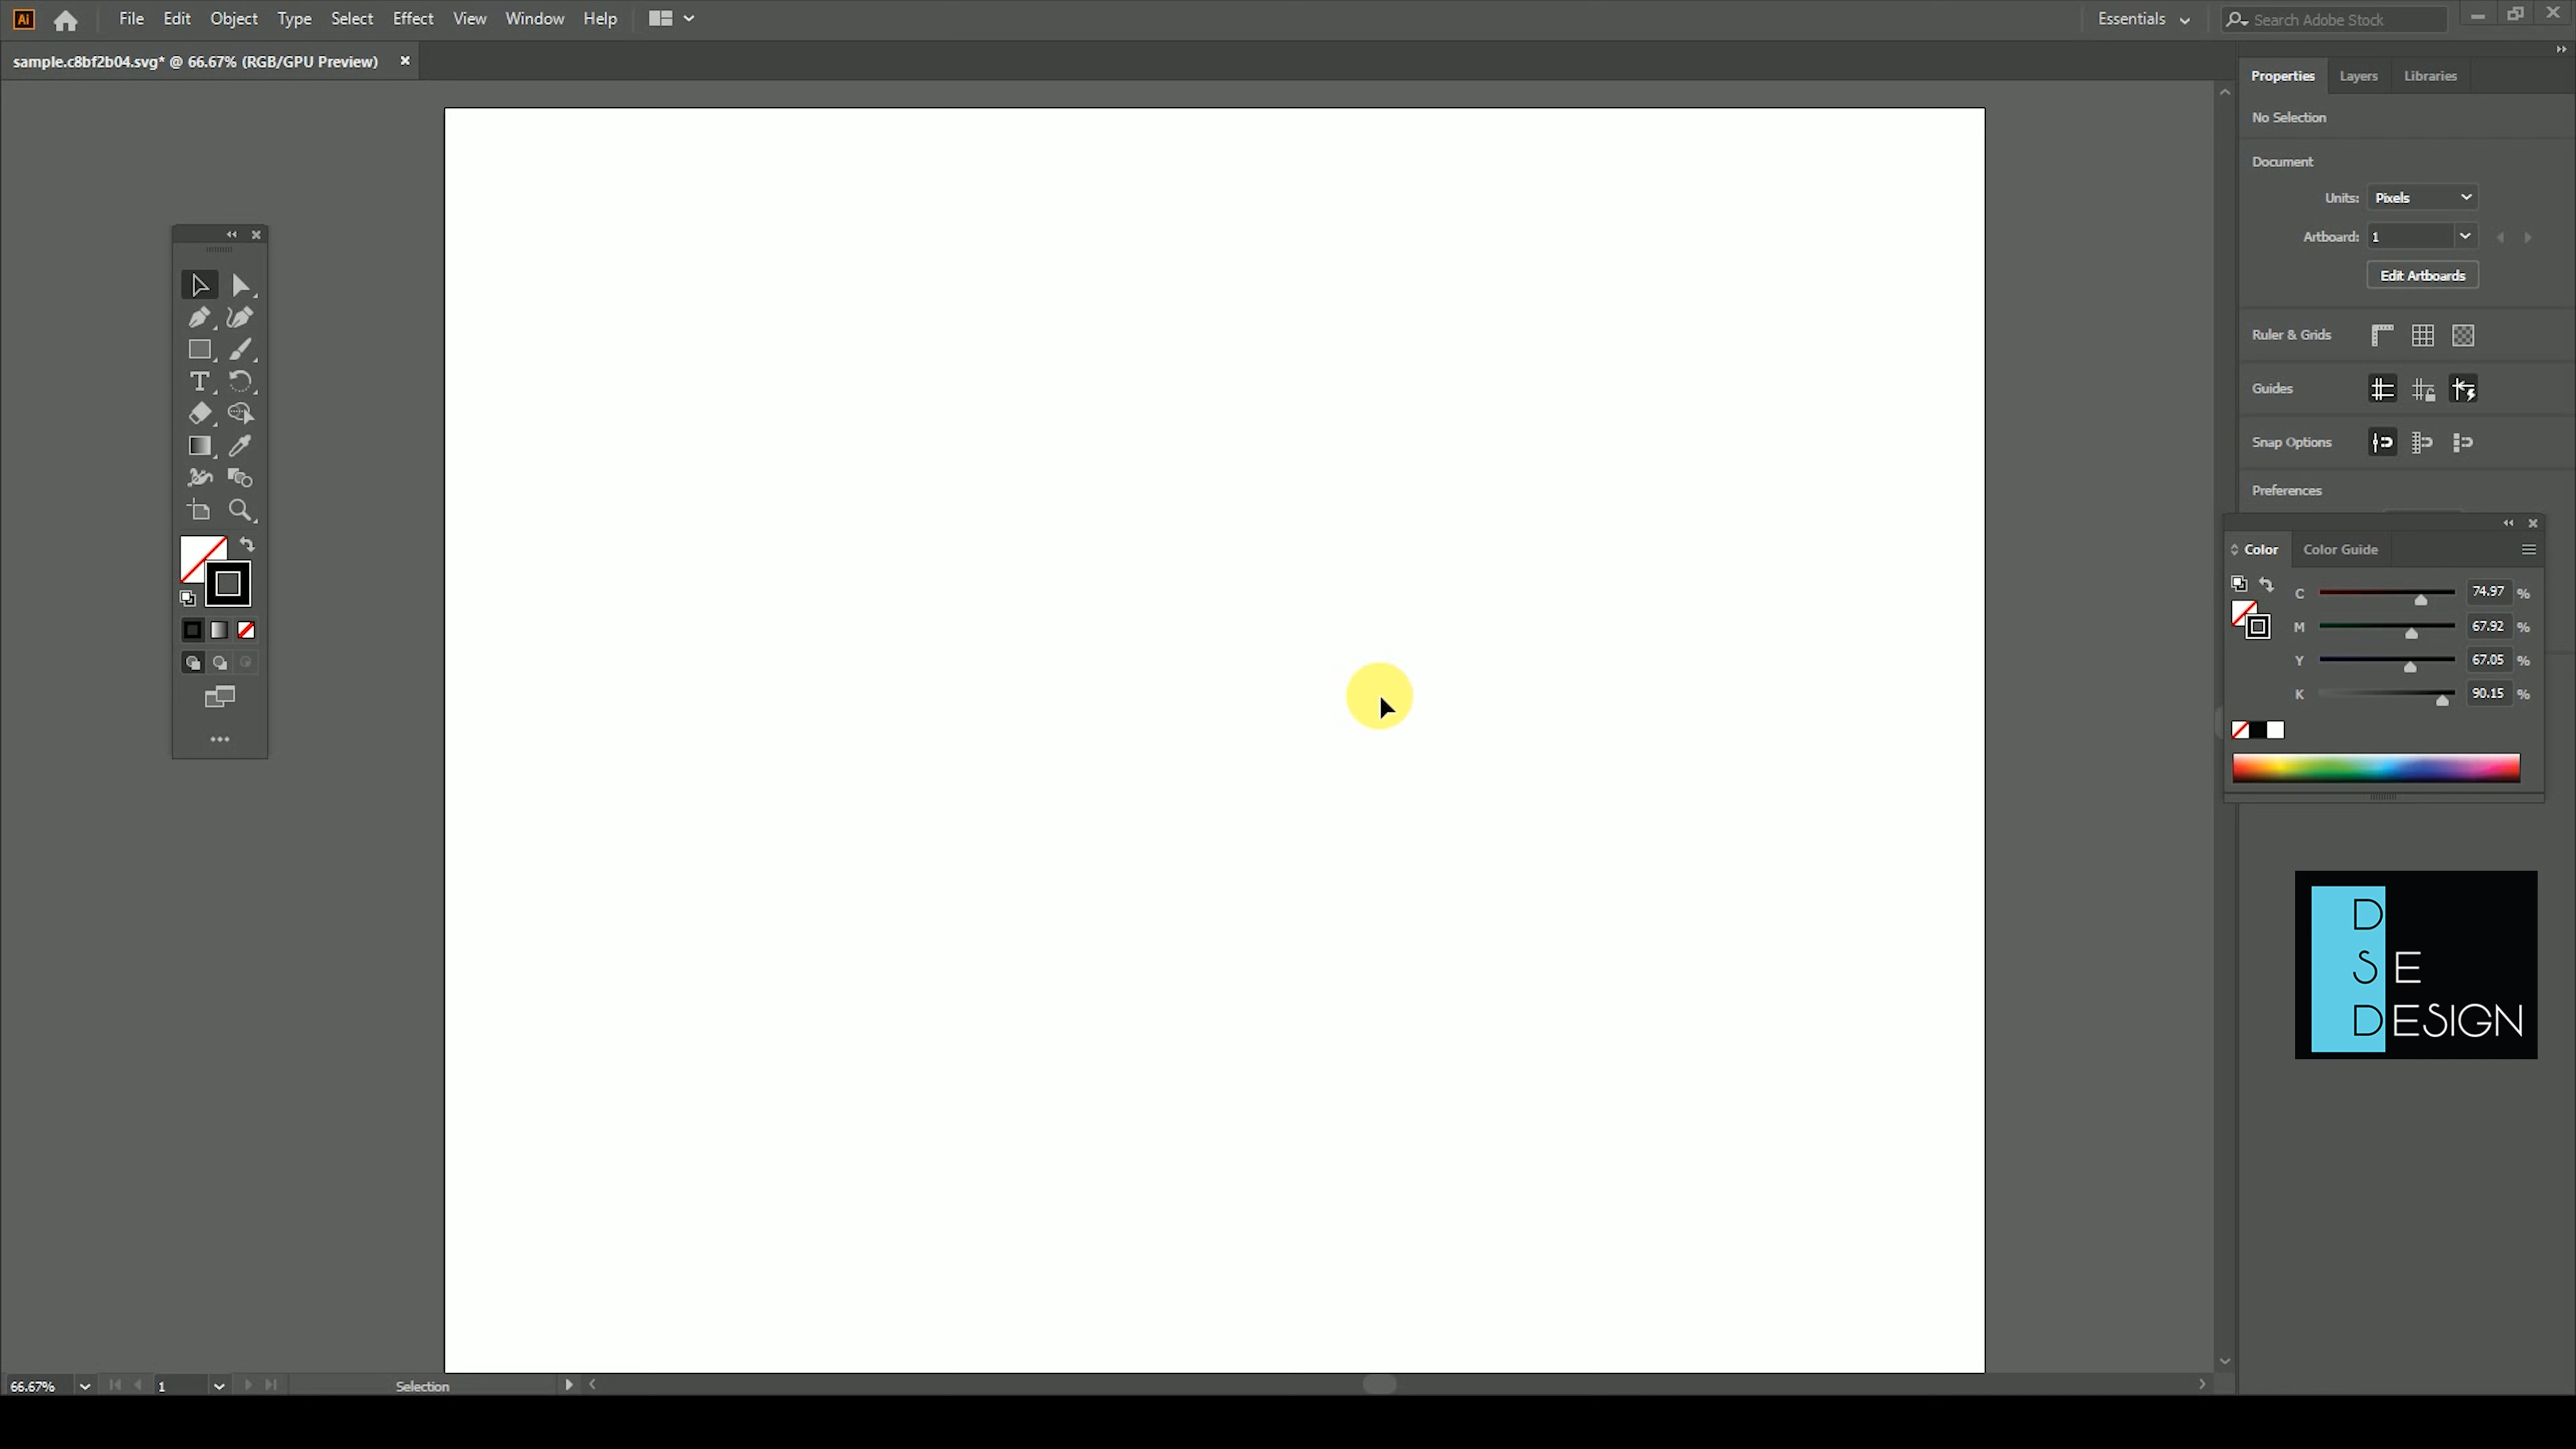 Ai File Edit Object Type Select Effect View Window Help Essentials Search Adobe Stock
sample.c8bf2b04.svg* @ 66.67% (RGB/GPU Preview)
Properties Layers Libraries
No Selection
Document
Units: Pixels
Artboard: 1
Edit Artboards
Ruler & Grids
Guides
Snap Options
Preferences
Color Color Guide
C 74.97 %
M 67.92 %
Y 67.05 %
K 90.15 %
D
S E
DESIGN
66.67% 1 Selection